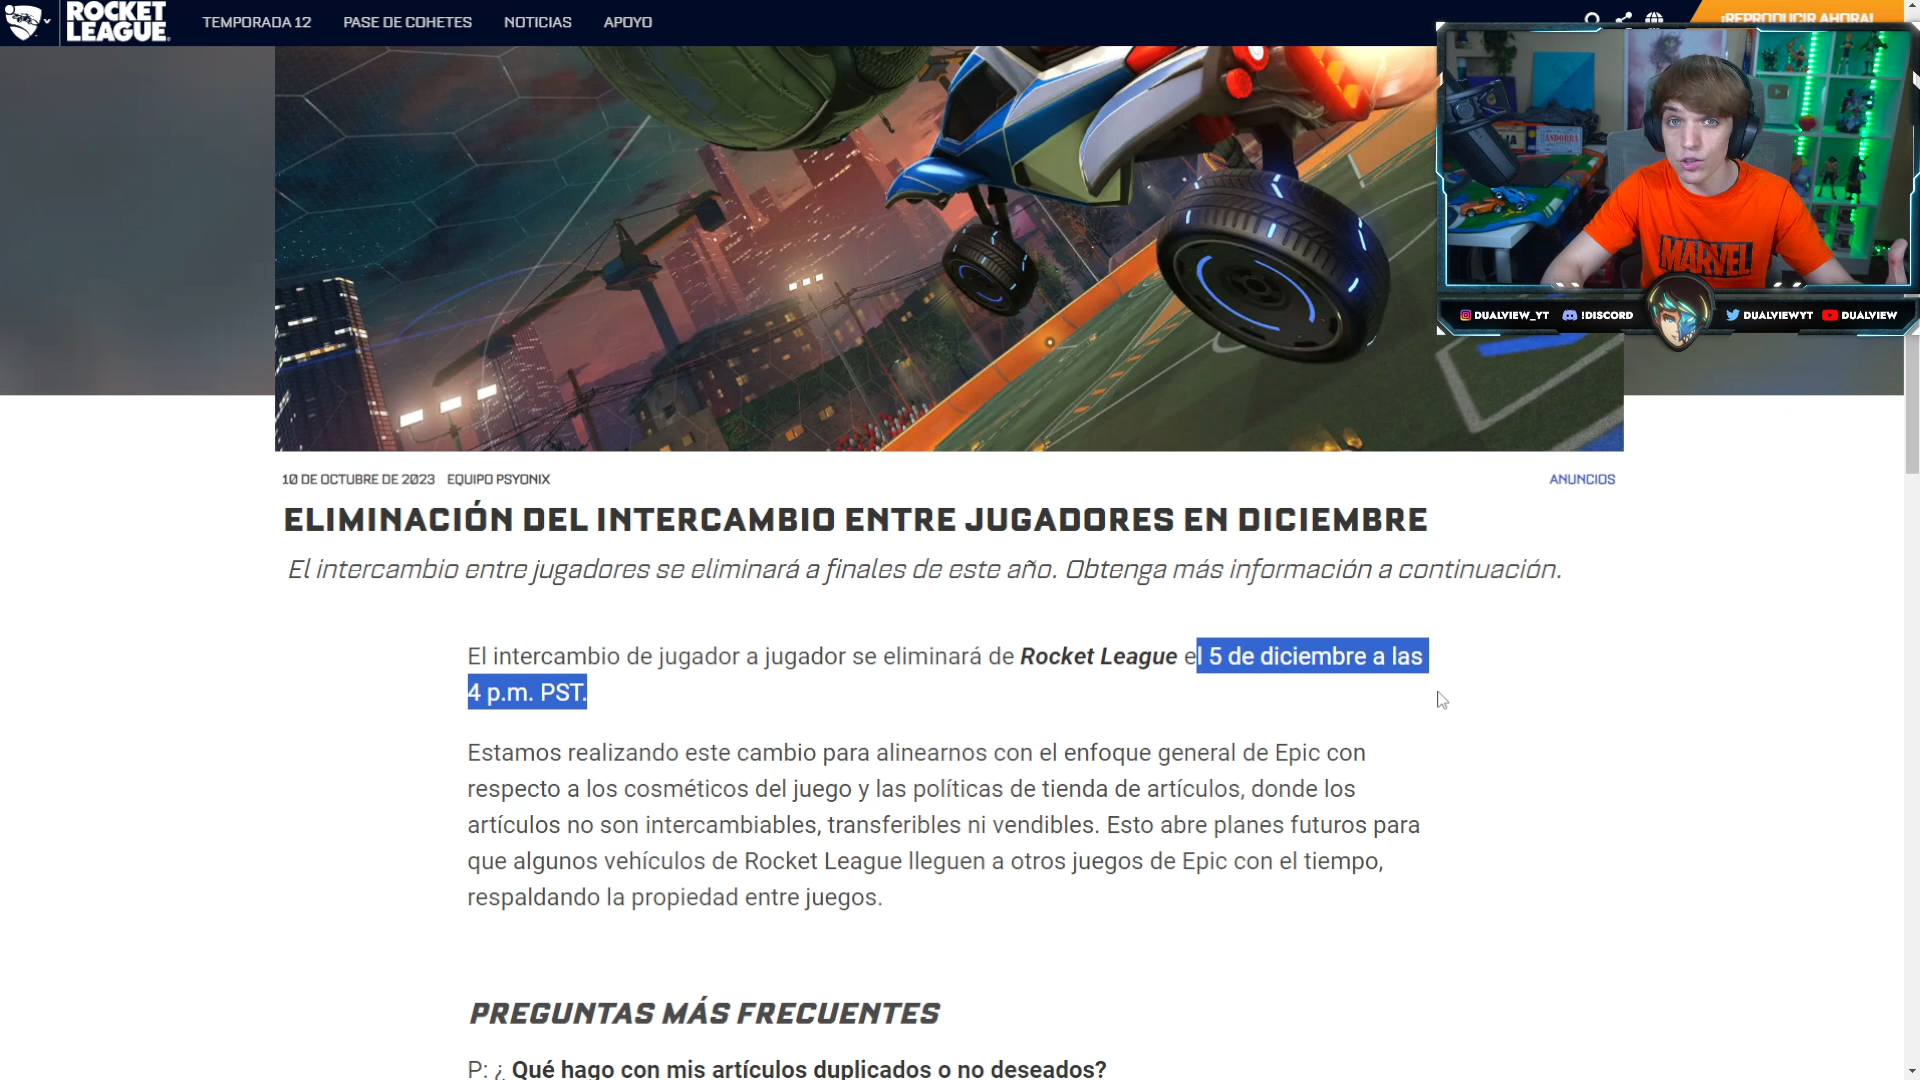 ROCKET
LEAGUE.
TEMPORADA 12
PASE DE COHETES
NOTICIAS
APOYO
¡REPRODUCIR AHORA!
ANDORRA
MARVEL
DUALVIEW_YT
!DISCORD
DUALVIEWYT
DUALVIEW
10 DE OCTUBRE DE 2023 EQUIPO PSYONIX
ANUNCIOS
ELIMINACIÓN DEL INTERCAMBIO ENTRE JUGADORES EN DICIEMBRE
El intercambio entre jugadores se eliminará a finales de este año. Obtenga más información a continuación.
El intercambio de jugador a jugador se eliminará de Rocket League el 5 de diciembre a las
4 p.m. PST.
Estamos realizando este cambio para alinearnos con el enfoque general de Epic con
respecto a los cosméticos del juego y las políticas de tienda de artículos, donde los
artículos no son intercambiables, transferibles ni vendibles. Esto abre planes futuros para
que algunos vehículos de Rocket League lleguen a otros juegos de Epic con el tiempo,
respaldando la propiedad entre juegos.
PREGUNTAS MÁS FRECUENTES
P: ¿ Qué hago con mis artículos duplicados o no deseados?